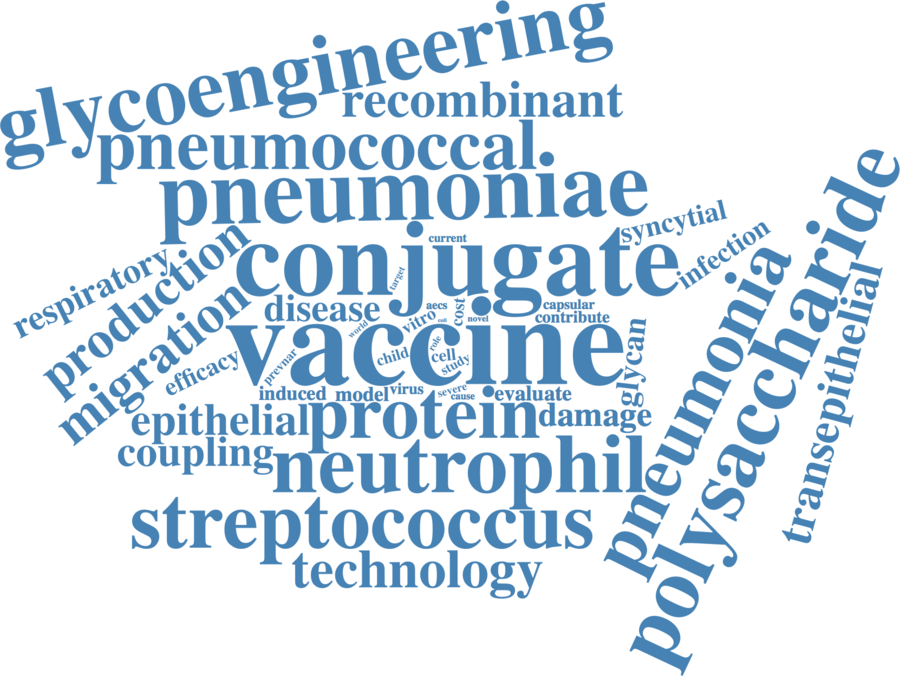 glycoengineering
recombinant
pneumococcal
pneumoniae
syncytial
current
conjugate
infection
respiratory
production
target
polysaccharide
pneumonia
transepithelial
migration
disease
aecs
cost
capsular
vitro
cell
novel
contribute
world
vaccine
role
child
cell
study
glycan
efficacy
prevnar
induced
model
virus
severe
cause
evaluate
epithelial
protein
damage
coupling
neutrophil
streptococcus
technology